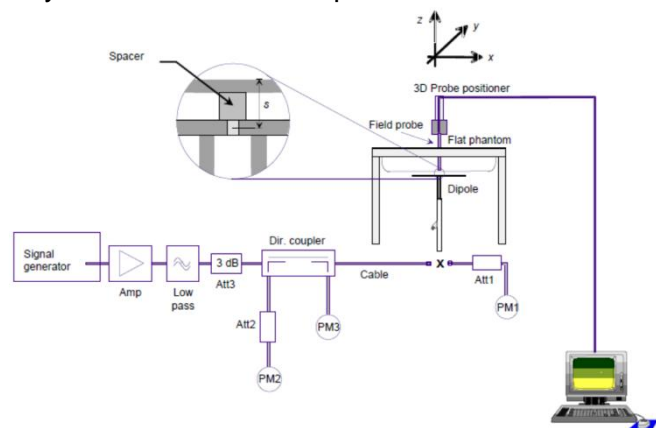 z
y
x
Spacer
s
3D Probe positioner
Field probe
Flat phantom
Dipole
Dir. coupler
Signal
generator
3 dB
Att3
Amp
Low
pass
Cable
x
Att1
Att2
PM3
PM1
PM2